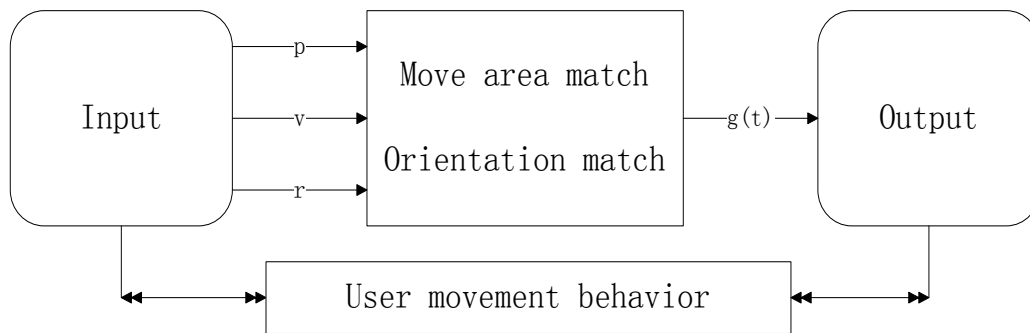 Input
p
v
r
Move area match
Orientation match
g(t)
Output
User movement behavior